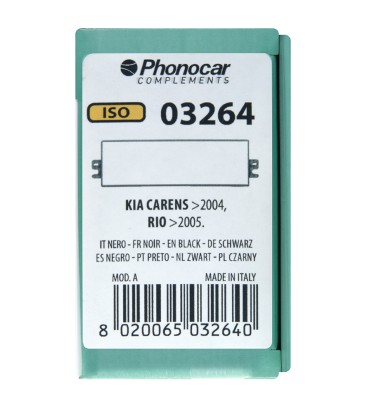 Phonocar
COMPLEMENTS
ISO 03264
KIA CARENS >2004,
RIO >2005.
IT NERO - FR NOIR - EN BLACK - DE SCHWARZ
ES NEGRO - PT PRETO - NL ZWART - PL CZARNY
MOD. A MADE IN ITALY
8 020065 032640